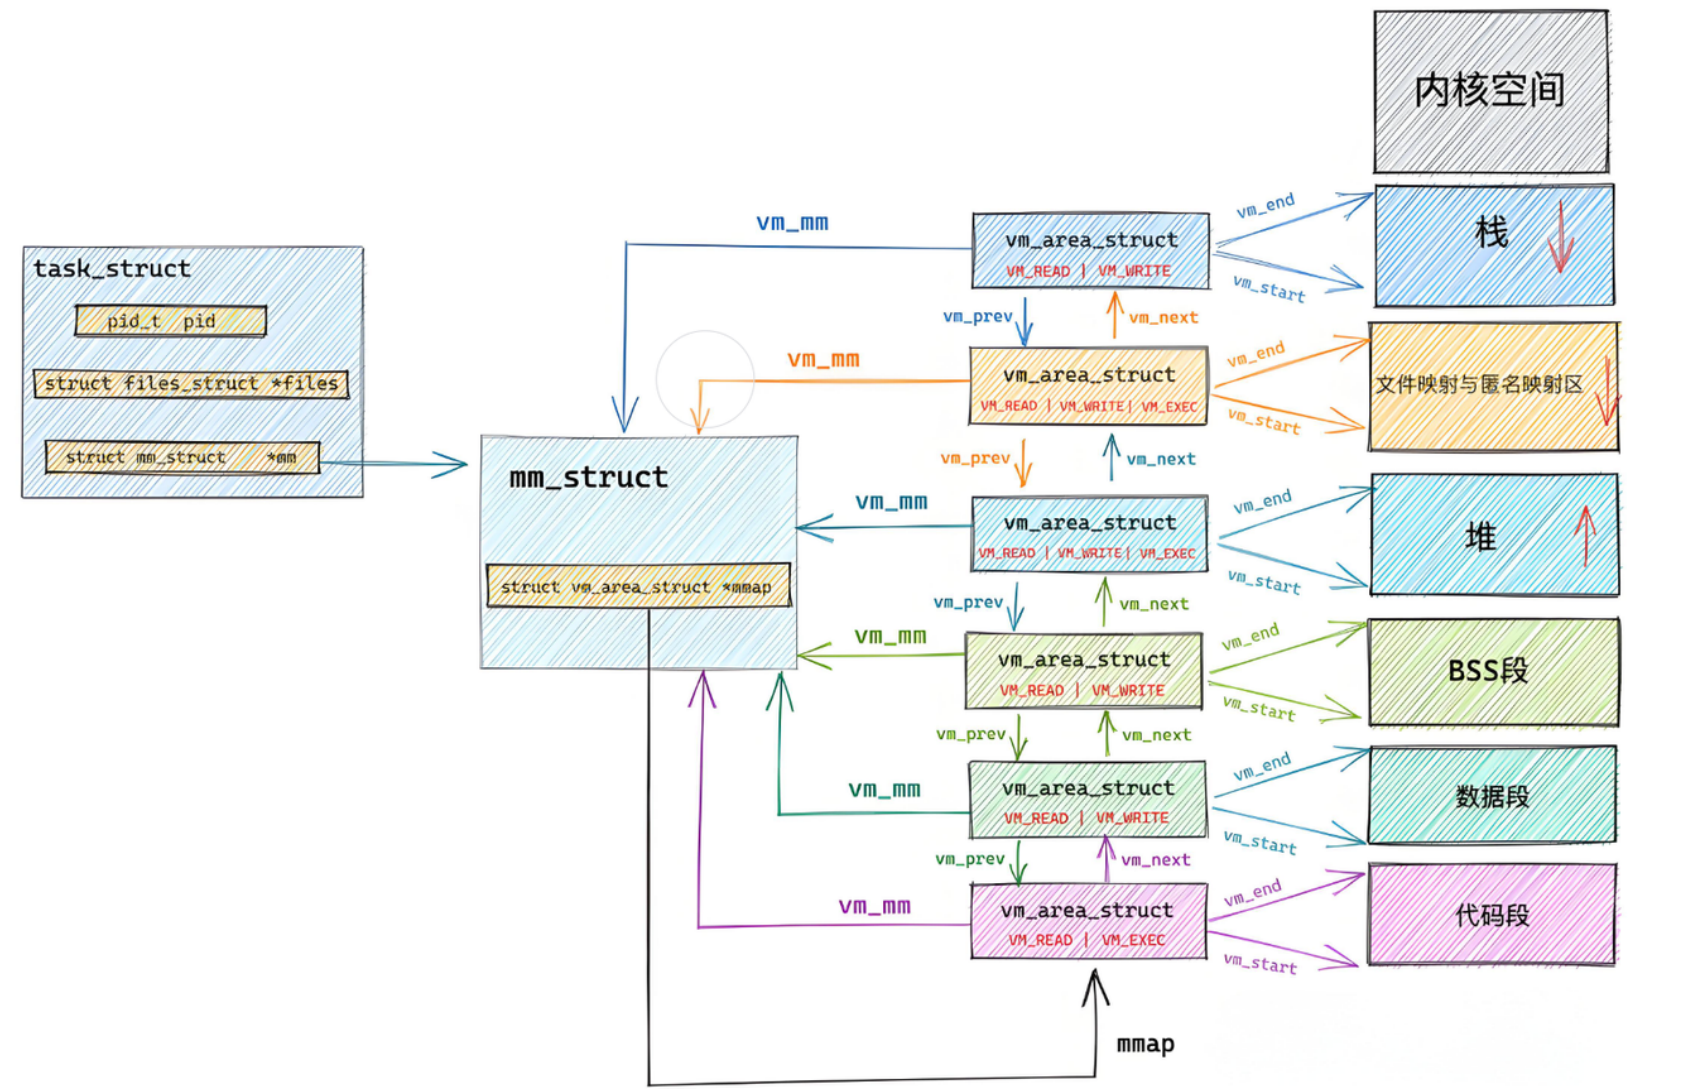 内核空间
vm_mm
vm_area_struct
VM_READ | VM_WRITE
vm_end
vm_start
栈
task_struct
pid_t pid
struct files_struct *files
struct mm_struct *mm
vm_prev
vm_next
vm_mm
vm_area_struct
VM_READ | VM_WRITE| VM_EXEC
vm_end
vm_start
文件映射与匿名映射区
vm_prev
vm_next
mm_struct
struct vm_area_struct *mmap
vm_mm
vm_area_struct
VM_READ | VM_WRITE| VM_EXEC
vm_end
vm_start
堆
vm_prev
vm_next
vm_mm
vm_area_struct
VM_READ | VM_WRITE
vm_end
vm_start
BSS段
vm_prev
vm_next
vm_mm
vm_area_struct
VM_READ | VM_WRITE
vm_end
vm_start
数据段
vm_prev
vm_next
vm_mm
vm_area_struct
VM_READ | VM_EXEC
vm_end
vm_start
代码段
mmap